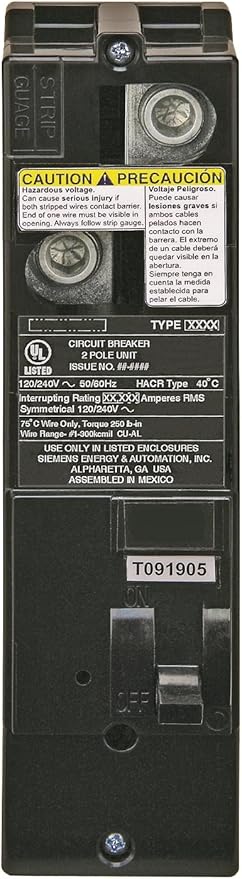 STRIP
GUAGE
CAUTION PRECAUCIÓN
Hazardous voltage.
Can cause serious injury if
both stripped wires contact barrier.
End of one wire must be visible in
opening. Always follow strip gauge.
Voltaje Peligroso.
Puede causar
lesiones graves si
ambos cables
pelados hacen
contacto con la
barrera. El extremo
de un cable deberá
quedar visible en la
abertura.
Siempre tenga en
cuenta la medida
establecida para
pelar el cable.
TYPE XXXX
UL
LISTED
CIRCUIT BREAKER
2 POLE UNIT
ISSUE NO. ##-####
120/240V ~ 50/60Hz HACR Type 40°C
Interrupting Rating XX,XXX Amperes RMS
Symmetrical 120/240V ~
75°C Wire Only, Torque 250 lb-in
Wire Range- #1-300kcmil CU-AL
USE ONLY IN LISTED ENCLOSURES
SIEMENS ENERGY & AUTOMATION, INC.
ALPHARETTA, GA USA
ASSEMBLED IN MEXICO
T091905
ON
OFF